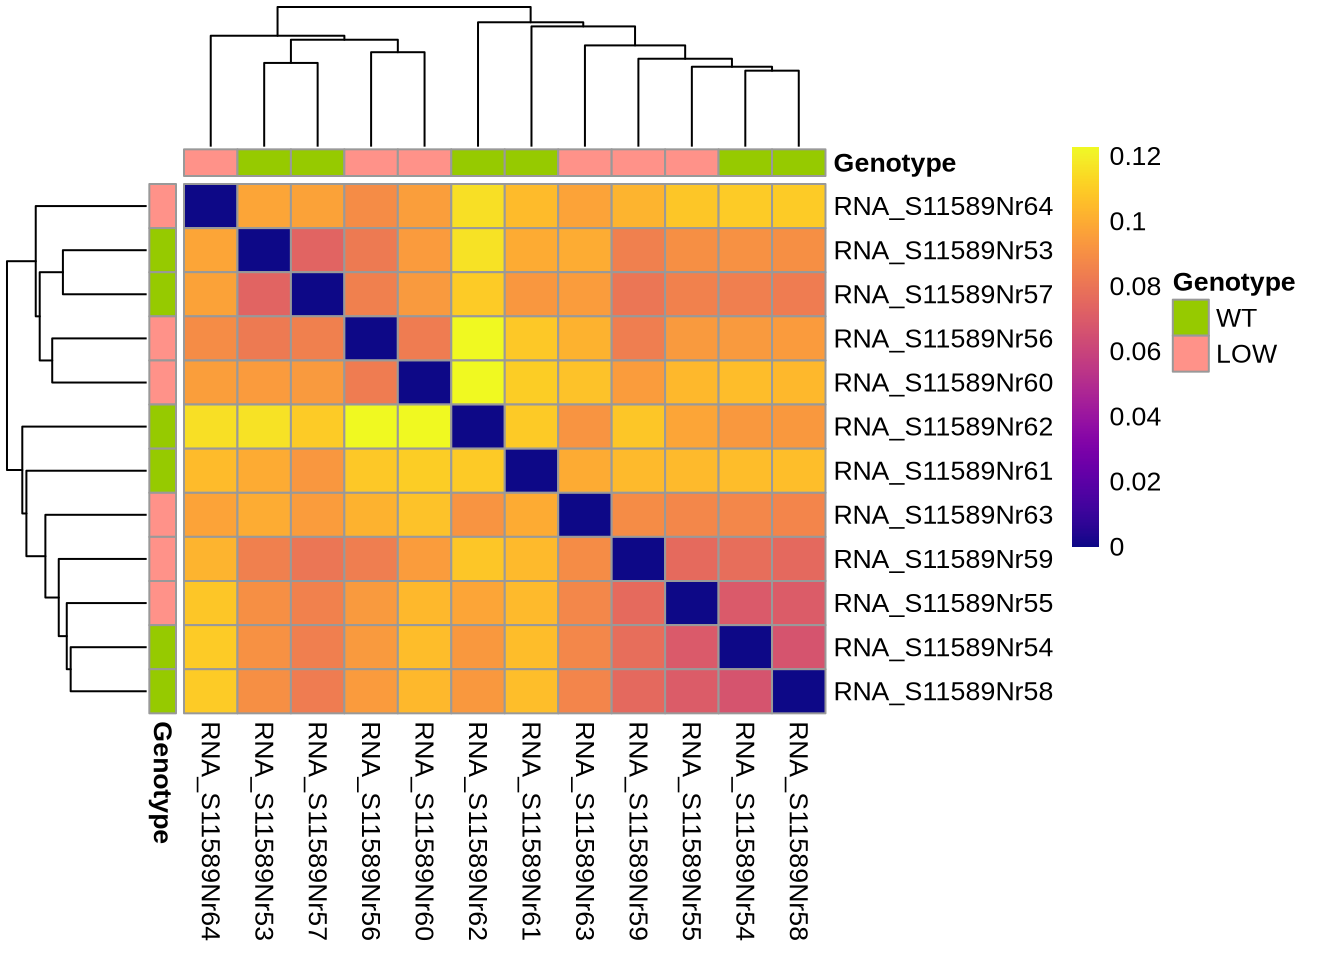 Genotype
RNA_S11589Nr64
RNA_S11589Nr53
RNA_S11589Nr57
RNA_S11589Nr56
RNA_S11589Nr60
RNA_S11589Nr62
RNA_S11589Nr61
RNA_S11589Nr63
RNA_S11589Nr59
RNA_S11589Nr55
RNA_S11589Nr54
RNA_S11589Nr58
0.12
0.1
0.08
0.06
0.04
0.02
0
Genotype
WT
LOW
Genotype
RNA_S11589Nr64
RNA_S11589Nr53
RNA_S11589Nr57
RNA_S11589Nr56
RNA_S11589Nr60
RNA_S11589Nr62
RNA_S11589Nr61
RNA_S11589Nr63
RNA_S11589Nr59
RNA_S11589Nr55
RNA_S11589Nr54
RNA_S11589Nr58